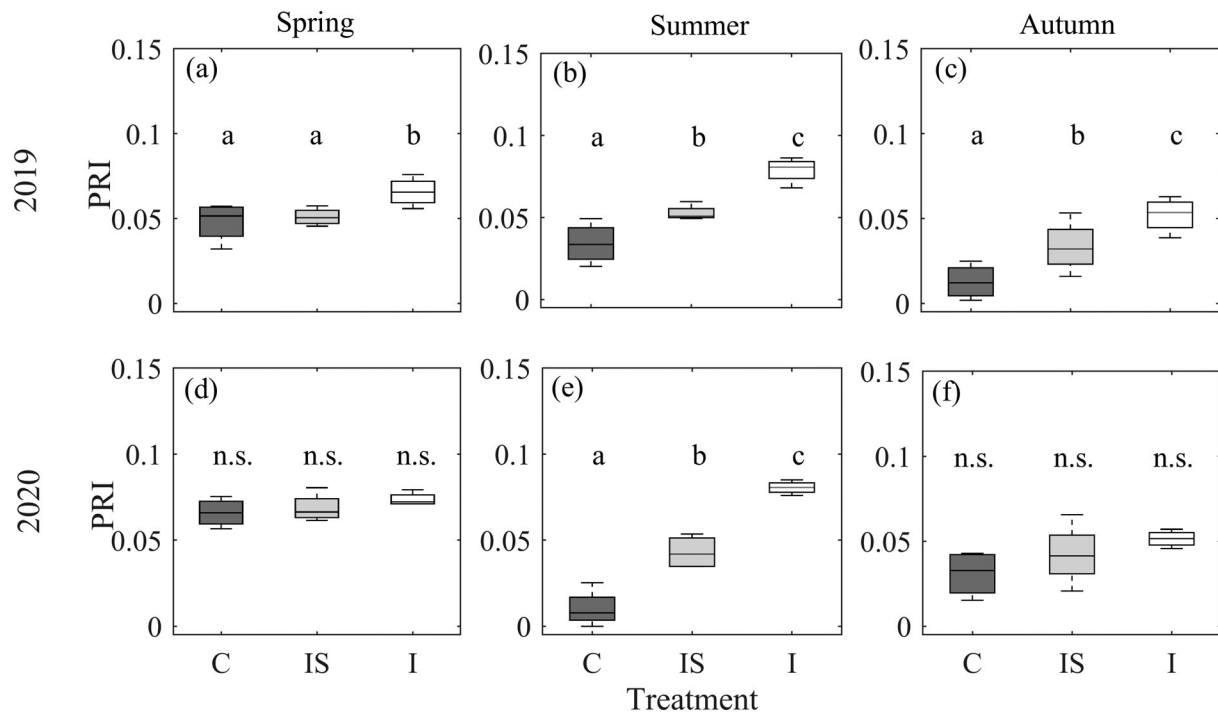 Spring Summer Autumn
2019
PRI
0.15 0.1 0.05 0
(a)
a a b
0.15 0.1 0.05 0
(b)
a b c
0.15 0.1 0.05 0
(c)
a b c
2020
PRI
0.15 0.1 0.05 0
(d)
n.s. n.s. n.s.
C IS I
0.15 0.1 0.05 0
(e)
a b c
C IS I
0.15 0.1 0.05 0
(f)
n.s. n.s. n.s.
C IS I
Treatment